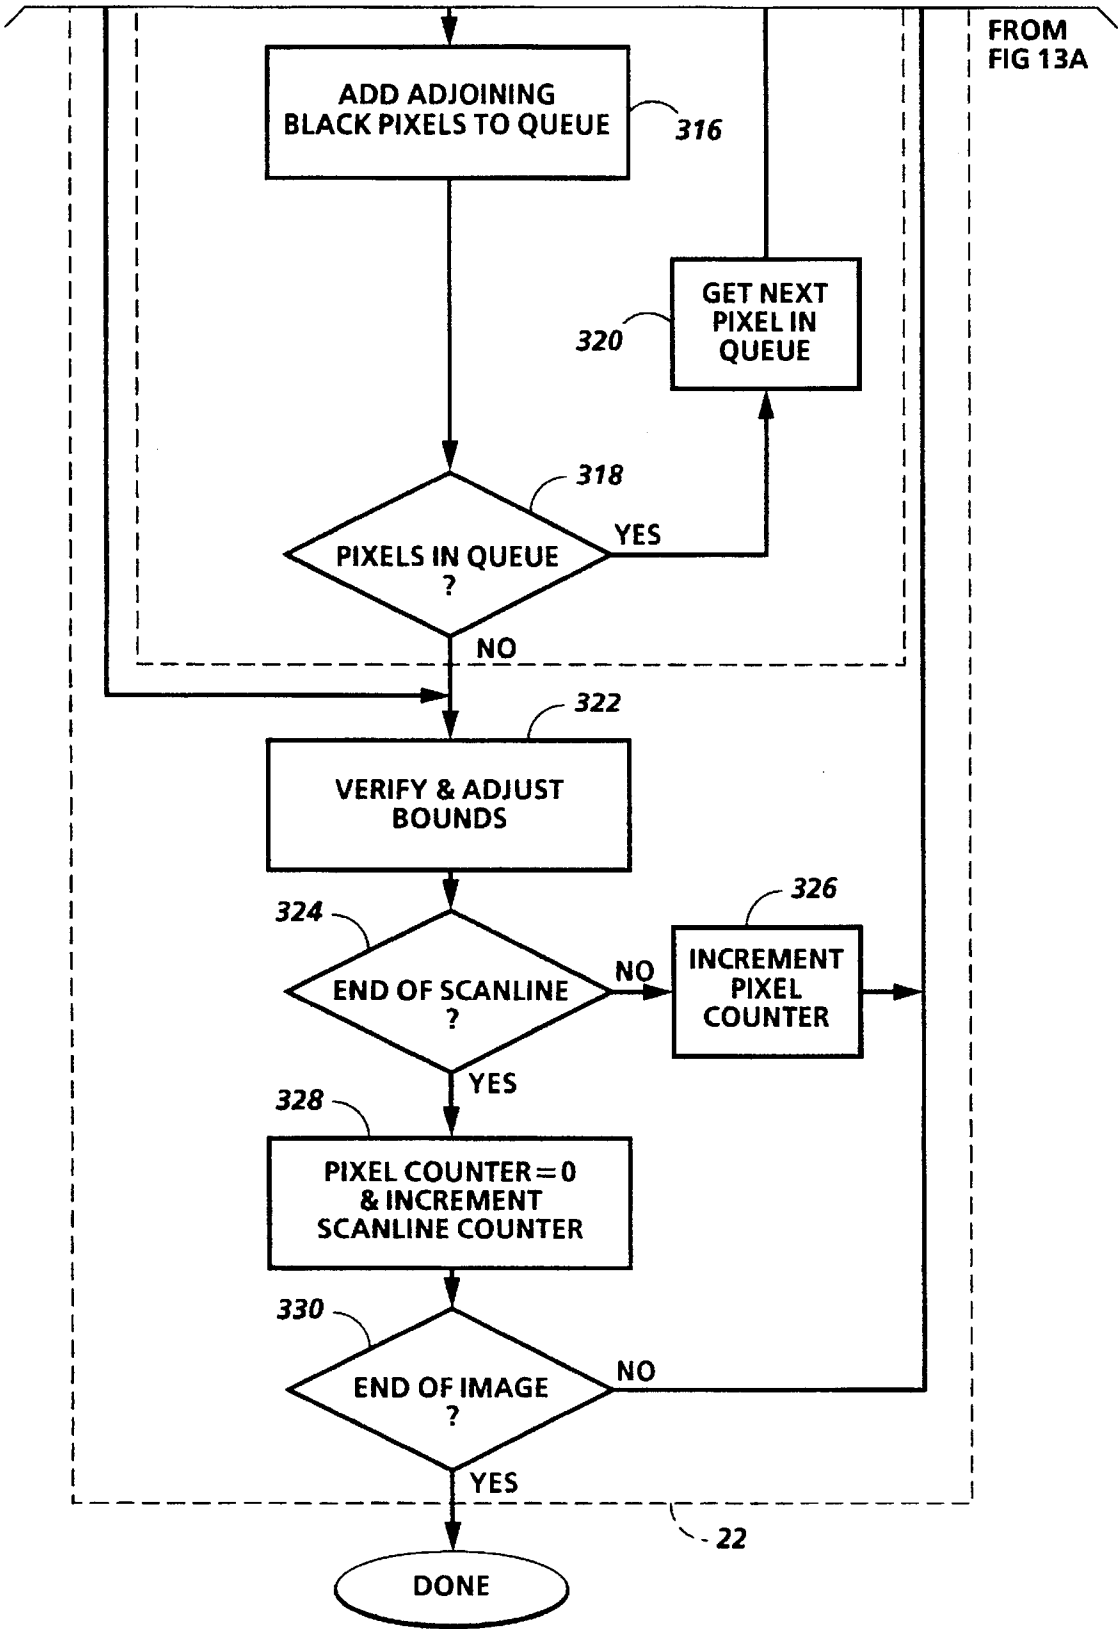 FROM
FIG 13A
ADD ADJOINING
BLACK PIXELS TO QUEUE
316
GET NEXT
PIXEL IN
QUEUE
320
318
PIXELS IN QUEUE
?
YES
NO
322
VERIFY & ADJUST
BOUNDS
324
END OF SCANLINE
?
NO
326
INCREMENT
PIXEL
COUNTER
YES
328
PIXEL COUNTER=0
& INCREMENT
SCANLINE COUNTER
330
END OF IMAGE
?
NO
YES
22
DONE